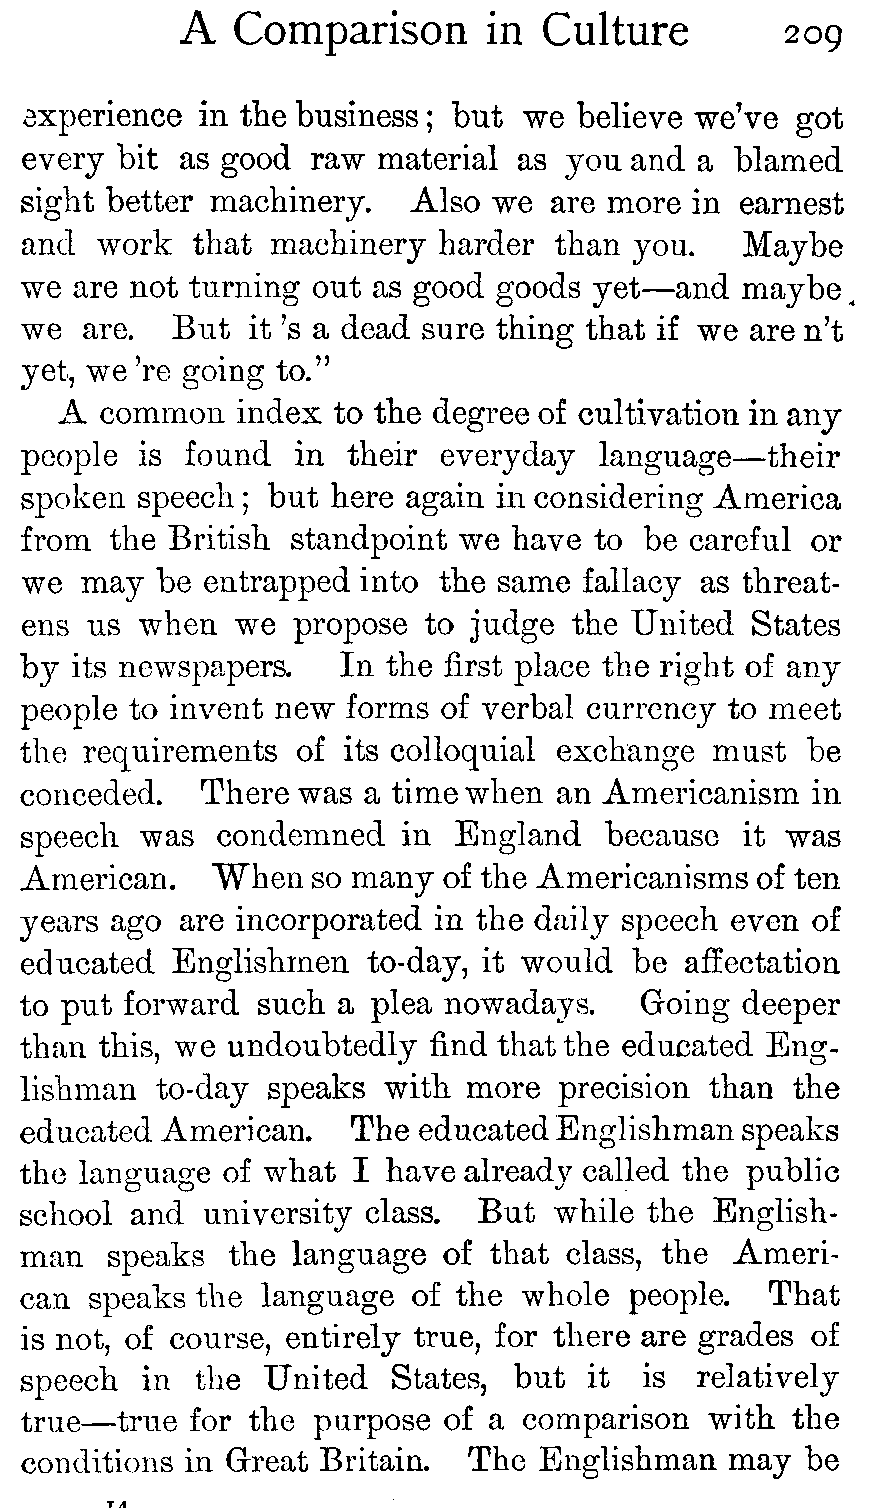 A Comparison in Culture 209
experience in the business; but we believe we've got
every bit as good raw material as you and a blamed
sight better machinery. Also we are more in earnest
and work that machinery harder than you. Maybe
we are not turning out as good goods yet—and maybe
we are. But it 's a dead sure thing that if we are n't
yet, we 're going to."
A common index to the degree of cultivation in any
people is found in their everyday language—their
spoken speech; but here again in considering America
from the British standpoint we have to be careful or
we may be entrapped into the same fallacy as threat-
ens us when we propose to judge the United States
by its newspapers. In the first place the right of any
people to invent new forms of verbal currency to meet
the requirements of its colloquial exchange must be
conceded. There was a time when an Americanism in
speech was condemned in England because it was
American. When so many of the Americanisms of ten
years ago are incorporated in the daily speech even of
educated Englishmen to-day, it would be affectation
to put forward such a plea nowadays. Going deeper
than this, we undoubtedly find that the educated Eng-
lishman to-day speaks with more precision than the
educated American. The educated Englishman speaks
the language of what I have already called the public
school and university class. But while the English-
man speaks the language of that class, the Ameri-
can speaks the language of the whole people. That
is not, of course, entirely true, for there are grades of
speech in the United States, but it is relatively
true—true for the purpose of a comparison with the
conditions in Great Britain. The Englishman may be